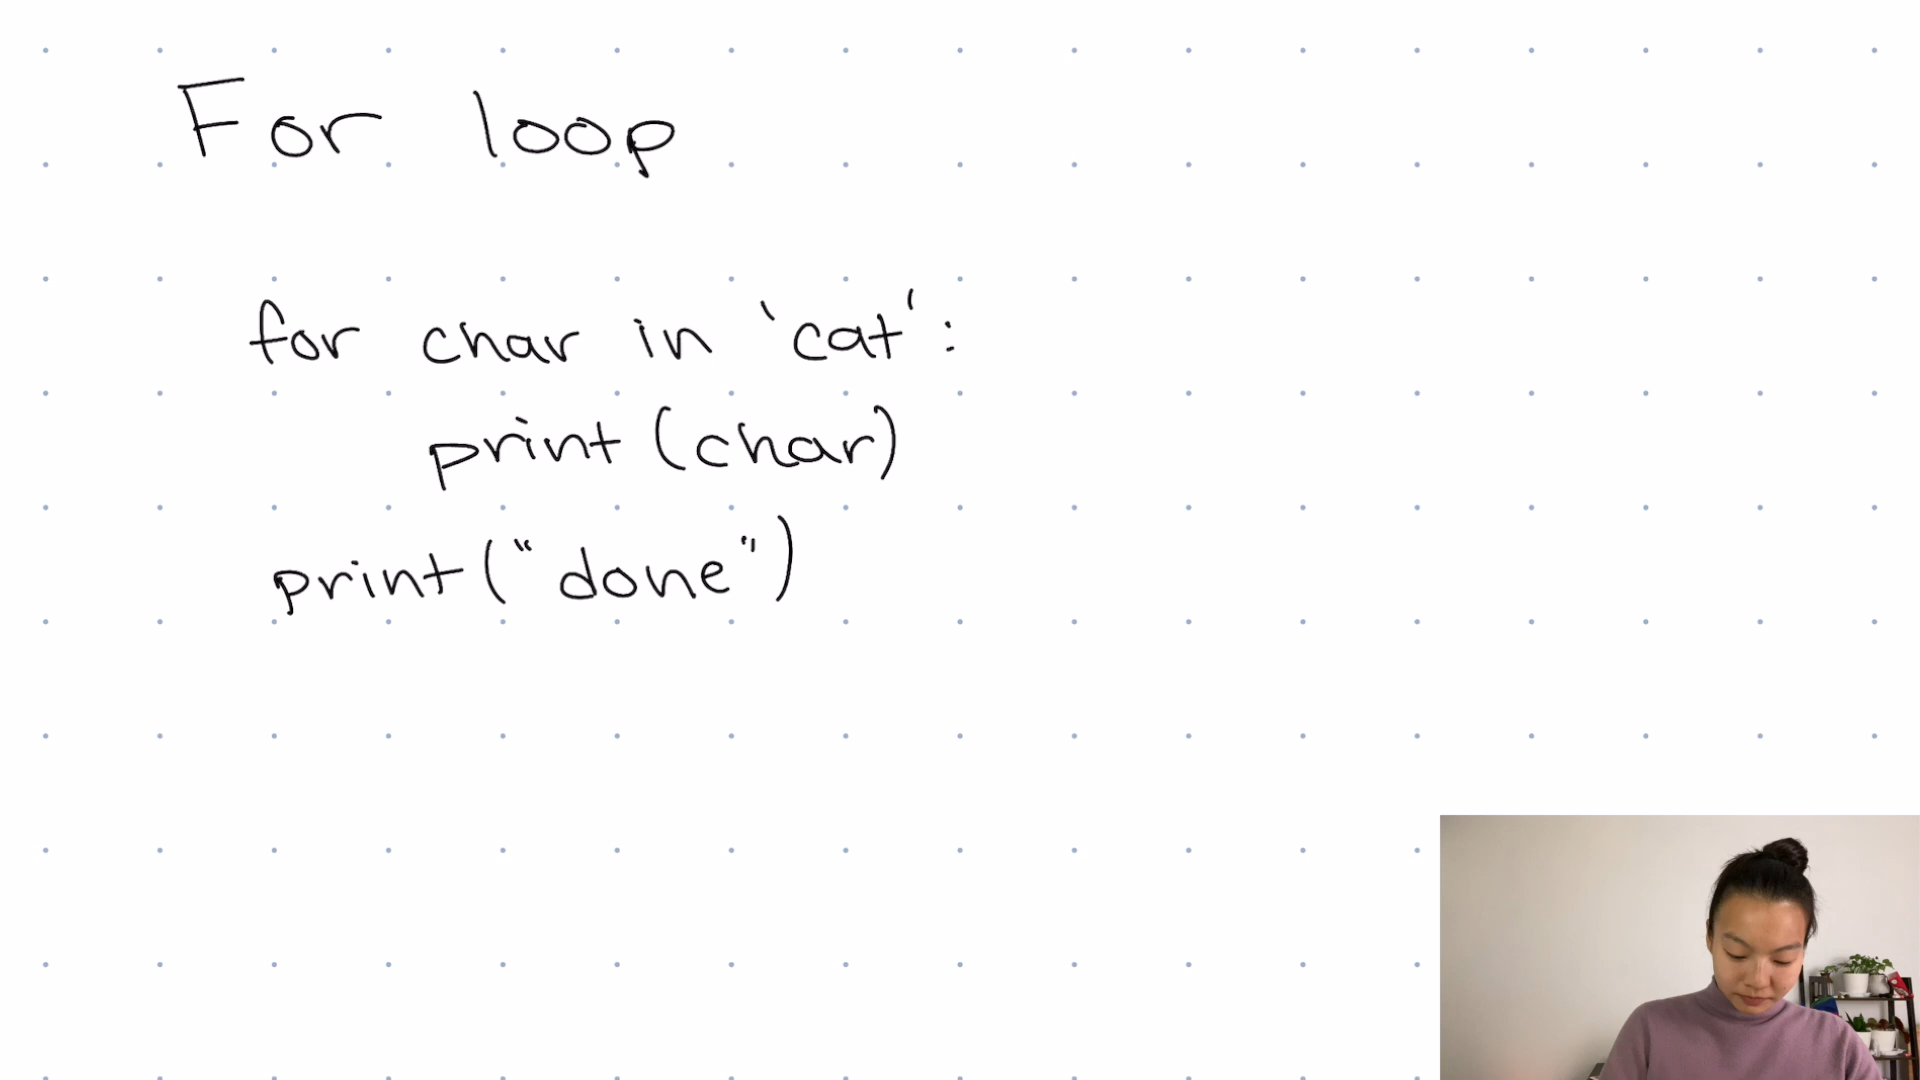 For loop
for char in 'cat':
print (char)
print ("done")